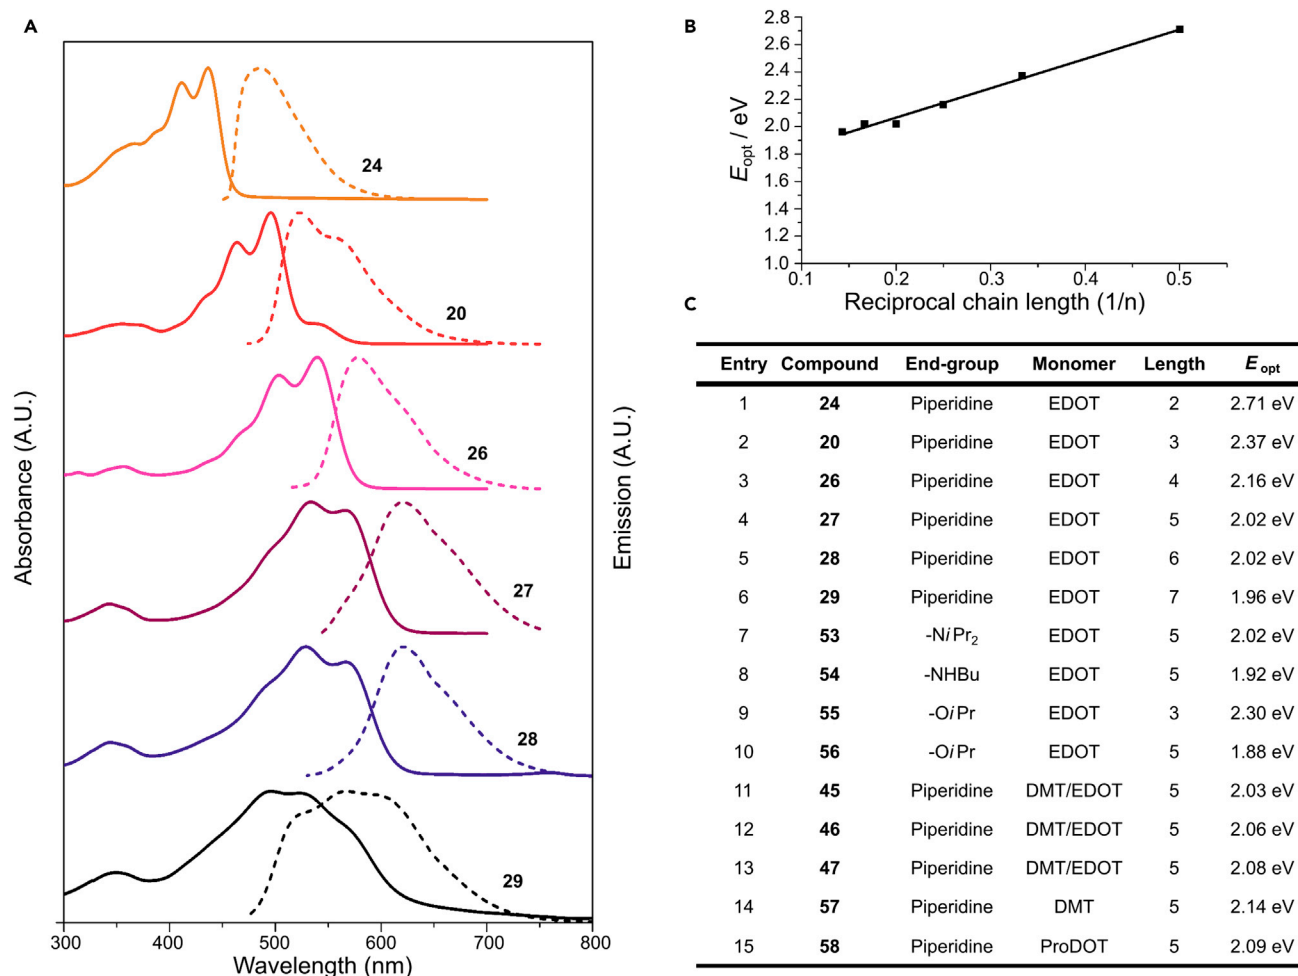 A
24
20
26
27
28
29
Absorbance (A.U.)
Emission (A.U.)
300 400 500 600 700 800
Wavelength (nm)
B
2.8
2.6
2.4
2.2
2.0
1.8
1.6
1.4
1.2
1.0
E opt / eV
0.1 0.2 0.3 0.4 0.5
Reciprocal chain length (1/n)
C
Entry Compound End-group Monomer Length E opt
1 24 Piperidine EDOT 2 2.71 eV
2 20 Piperidine EDOT 3 2.37 eV
3 26 Piperidine EDOT 4 2.16 eV
4 27 Piperidine EDOT 5 2.02 eV
5 28 Piperidine EDOT 6 2.02 eV
6 29 Piperidine EDOT 7 1.96 eV
7 53 -NiPr2 EDOT 5 2.02 eV
8 54 -NHBu EDOT 5 1.92 eV
9 55 -OiPr EDOT 3 2.30 eV
10 56 -OiPr EDOT 5 1.88 eV
11 45 Piperidine DMT/EDOT 5 2.03 eV
12 46 Piperidine DMT/EDOT 5 2.06 eV
13 47 Piperidine DMT/EDOT 5 2.08 eV
14 57 Piperidine DMT 5 2.14 eV
15 58 Piperidine ProDOT 5 2.09 eV